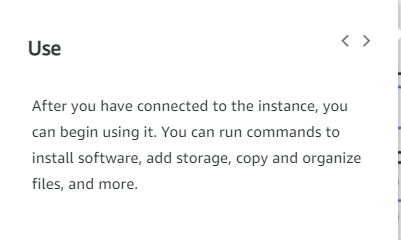 Use
After you have connected to the instance, you
can begin using it. You can run commands to
install software, add storage, copy and organize
files, and more.